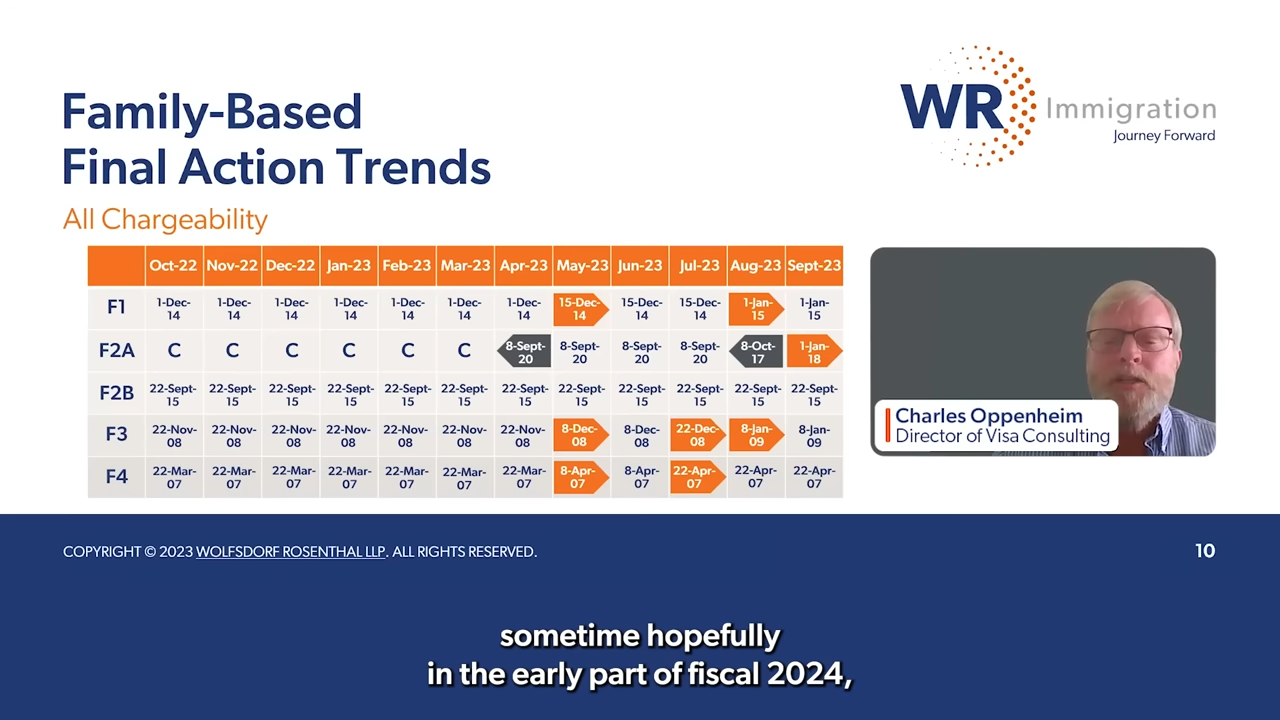 Family-Based
Final Action Trends
All Chargeability
WR Immigration
Journey Forward
Oct-22 Nov-22 Dec-22 Jan-23 Feb-23 Mar-23 Apr-23 May-23 Jun-23 Jul-23 Aug-23 Sept-23
F1 1-Dec-14 1-Dec-14 1-Dec-14 1-Dec-14 1-Dec-14 1-Dec-14 1-Dec-14 15-Dec-14 15-Dec-14 15-Dec-14 1-Jan-15 1-Jan-15
F2A C C C C C C 8-Sept-20 8-Sept-20 8-Sept-20 8-Sept-20 8-Oct-17 1-Jan-18
F2B 22-Sept-15 22-Sept-15 22-Sept-15 22-Sept-15 22-Sept-15 22-Sept-15 22-Sept-15 22-Sept-15 22-Sept-15 22-Sept-15 22-Sept-15 22-Sept-15
F3 22-Nov-08 22-Nov-08 22-Nov-08 22-Nov-08 22-Nov-08 22-Nov-08 22-Nov-08 8-Dec-08 8-Dec-08 22-Dec-08 8-Jan-09 8-Jan-09
F4 22-Mar-07 22-Mar-07 22-Mar-07 22-Mar-07 22-Mar-07 22-Mar-07 22-Mar-07 8-Apr-07 8-Apr-07 22-Apr-07 22-Apr-07 22-Apr-07
Charles Oppenheim
Director of Visa Consulting
COPYRIGHT © 2023 WOLFSDORF ROSENTHAL LLP. ALL RIGHTS RESERVED.
10
sometime hopefully
in the early part of fiscal 2024,